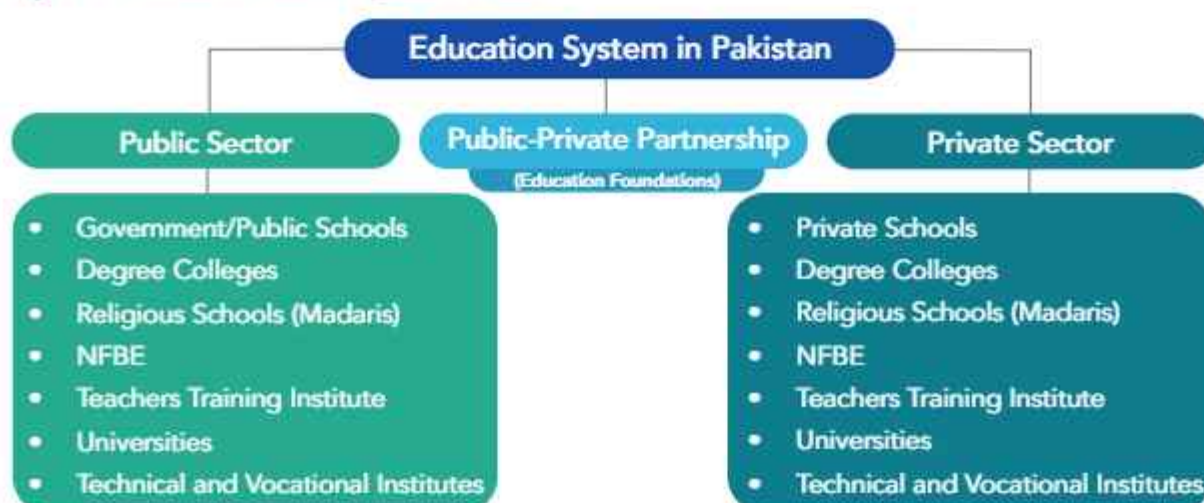 Education System in Pakistan
Public Sector
Public-Private Partnership
(Education Foundations)
Private Sector
• Government/Public Schools
• Degree Colleges
• Religious Schools (Madaris)
• NFBE
• Teachers Training Institute
• Universities
• Technical and Vocational Institutes
• Private Schools
• Degree Colleges
• Religious Schools (Madaris)
• NFBE
• Teachers Training Institute
• Universities
• Technical and Vocational Institutes